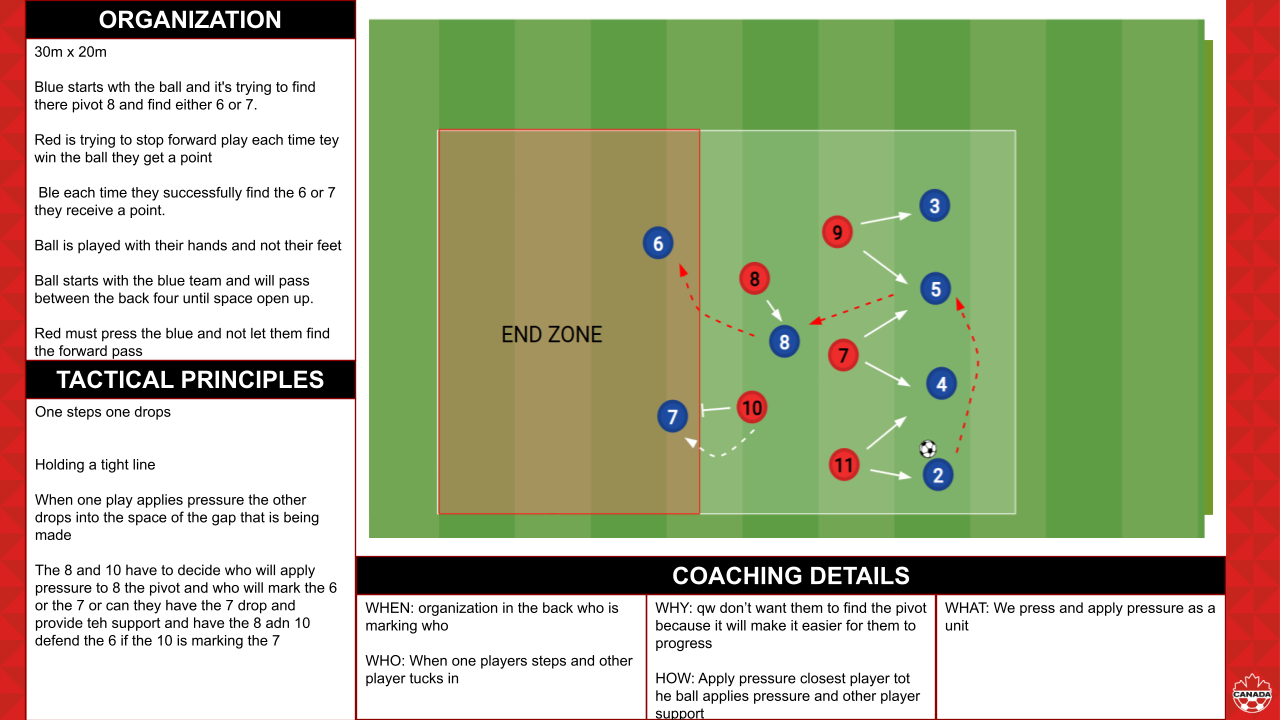 ORGANIZATION
30m x 20m
Blue starts wth the ball and it's trying to find
there pivot 8 and find either 6 or 7.
Red is trying to stop forward play each time tey
win the ball they get a point
Ble each time they successfully find the 6 or 7
they receive a point.
Ball is played with their hands and not their feet
Ball starts with the blue team and will pass
between the back four until space open up.
Red must press the blue and not let them find
the forward pass
TACTICAL PRINCIPLES
One steps one drops
Holding a tight line
When one play applies pressure the other
drops into the space of the gap that is being
made
The 8 and 10 have to decide who will apply
pressure to 8 the pivot and who will mark the 6
or the 7 or can they have the 7 drop and
provide teh support and have the 8 adn 10
defend the 6 if the 10 is marking the 7
3
9
6
8
5
END ZONE
8
7
4
10
7
11
2
COACHING DETAILS
WHEN: organization in the back who is
marking who
WHO: When one players steps and other
player tucks in
WHY: qw don’t want them to find the pivot
because it will make it easier for them to
progress
HOW: Apply pressure closest player tot
he ball applies pressure and other player
support
WHAT: We press and apply pressure as a
unit
CANADA